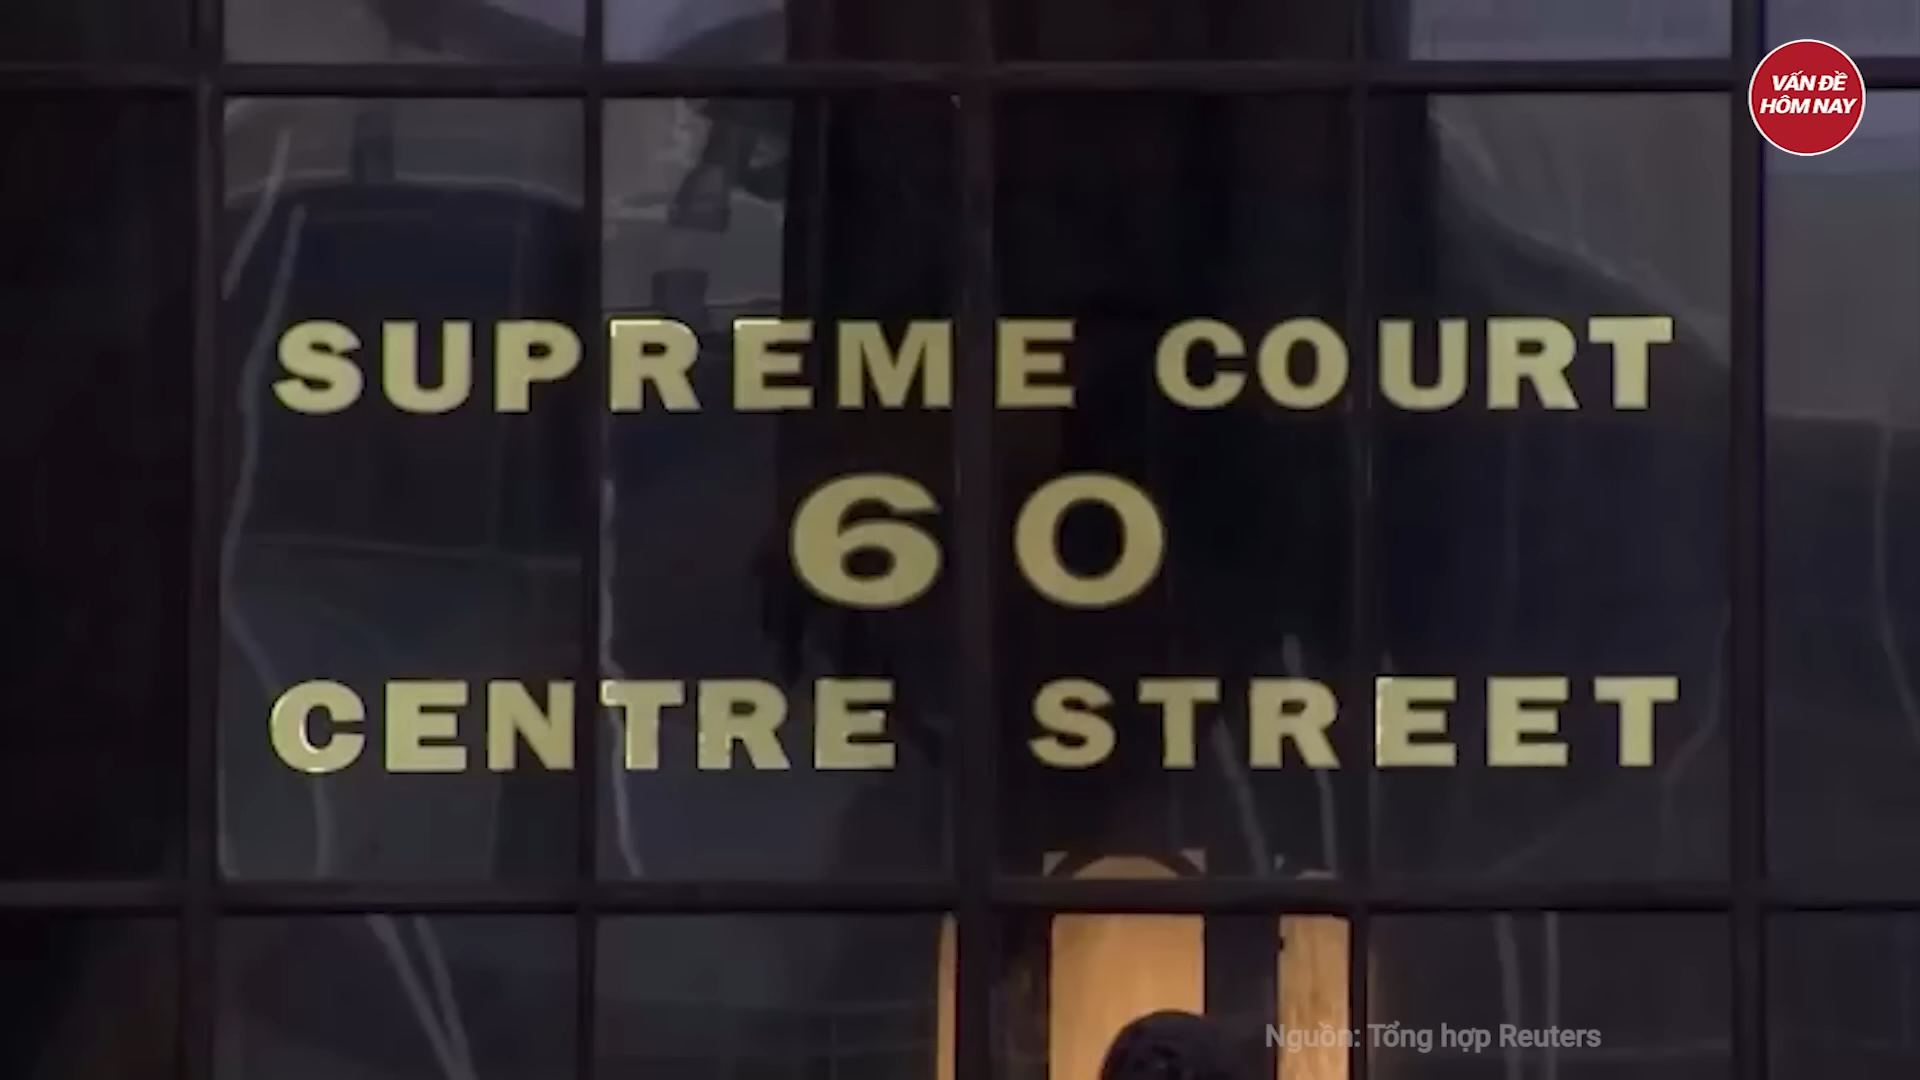 VẤN ĐỀ
HÔM NAY
SUPREME COURT
60
CENTRE STREET
Nguồn: Tổng hợp Reuters